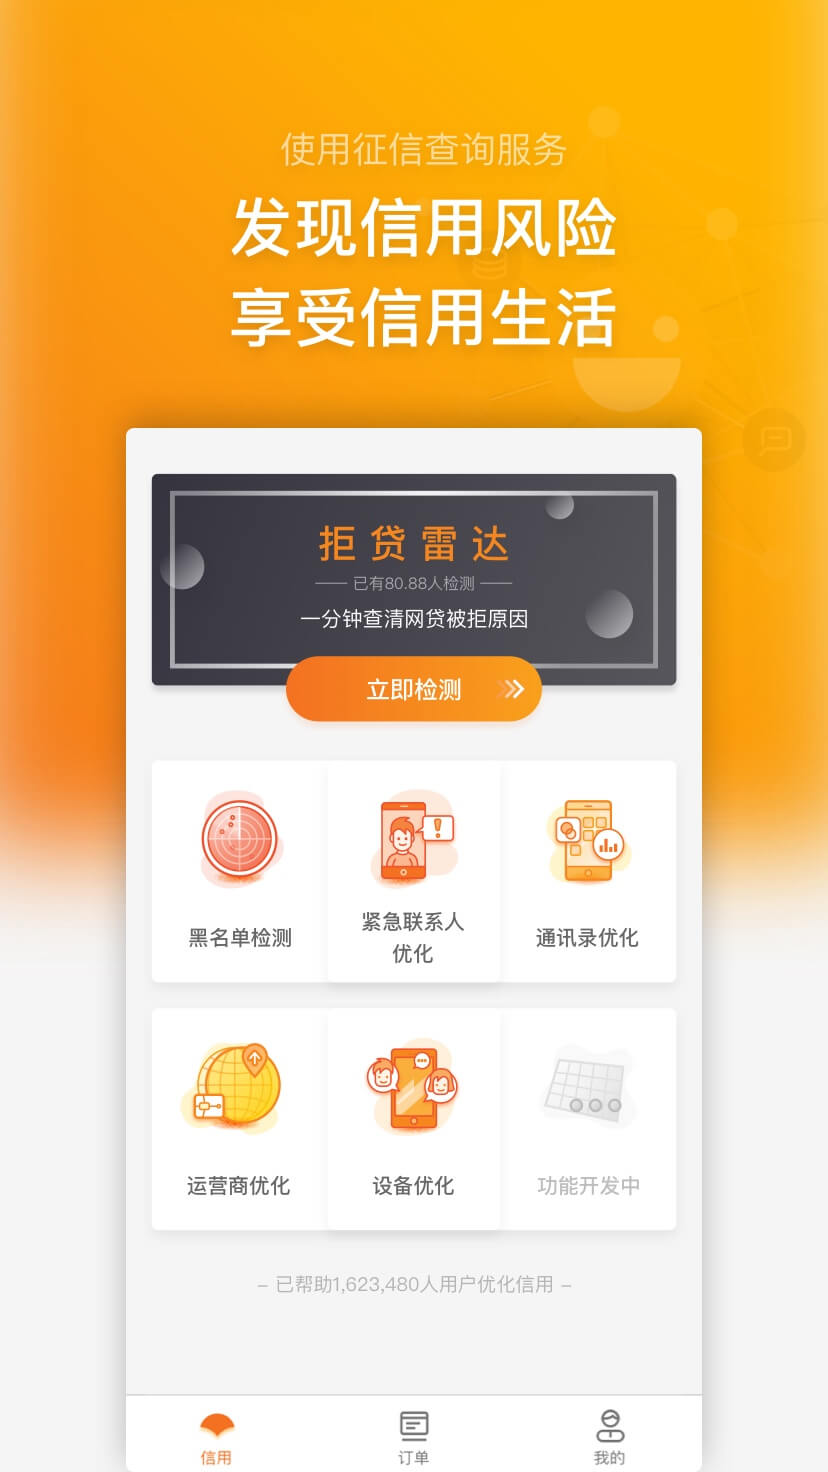 使用征信查询服务
发现信用风险
享受信用生活
拒贷雷达
已有80.88人检测
一分钟查清网贷被拒原因
立即检测
黑名单检测
紧急联系人
优化
通讯录优化
运营商优化
设备优化
功能开发中
– 已帮助1,623,480人用户优化信用 –
信用
订单
我的